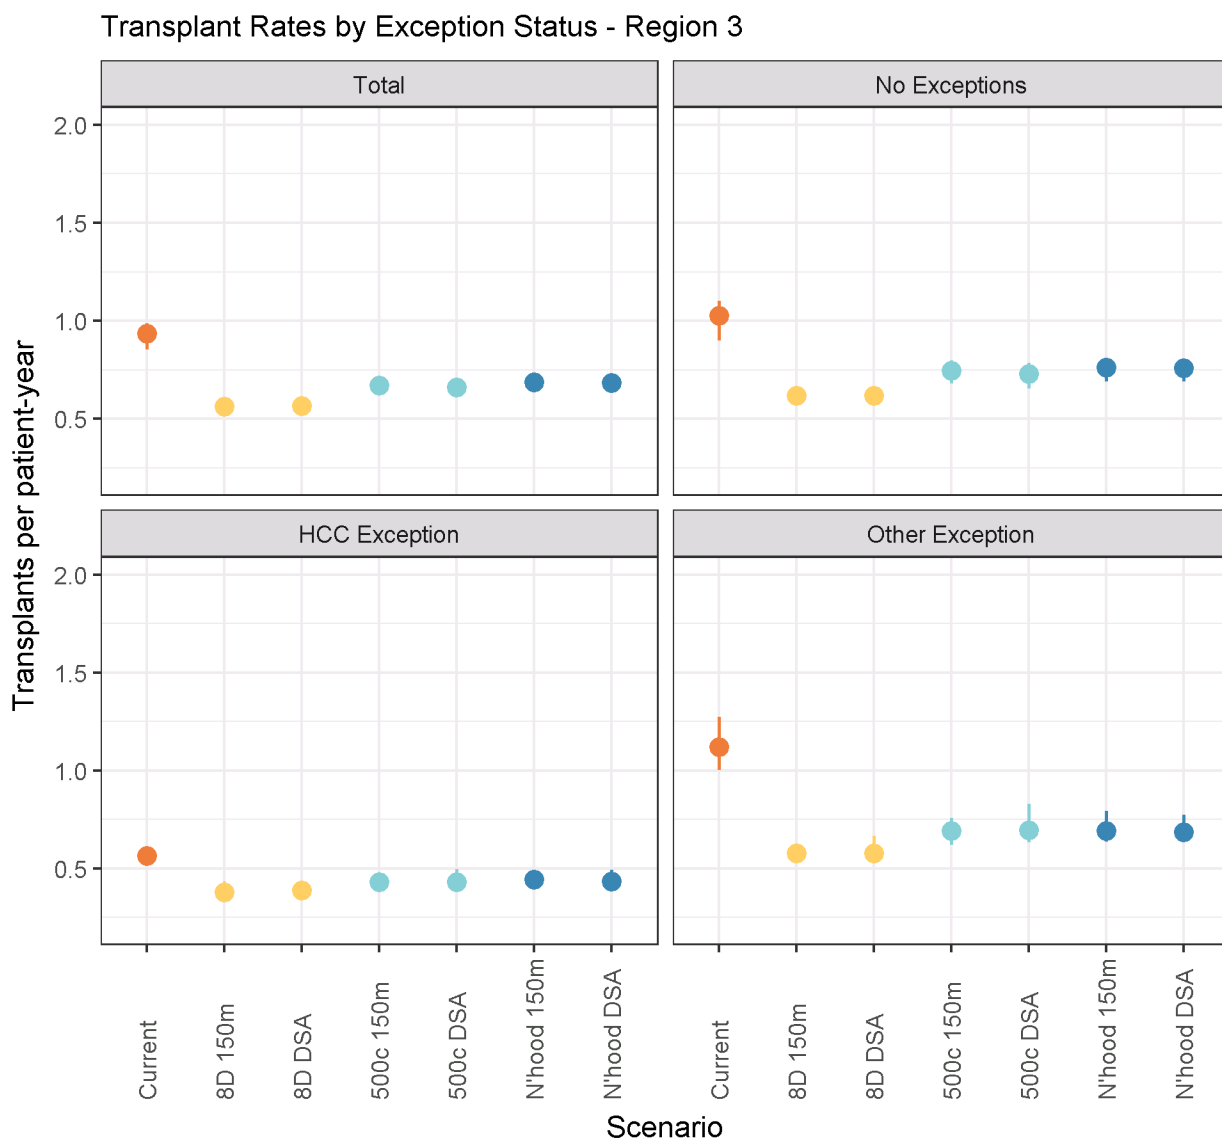 Transplant Rates by Exception Status - Region 3
Total
No Exceptions
2.0
1.5
1.0
0.5
HCC Exception
Other Exception
2.0
1.5
1.0
0.5
Transplants per patient-year
Current
8D 150m
8D DSA
500c 150m
500c DSA
N'hood 150m
N'hood DSA
Current
8D 150m
8D DSA
500c 150m
500c DSA
N'hood 150m
N'hood DSA
Scenario